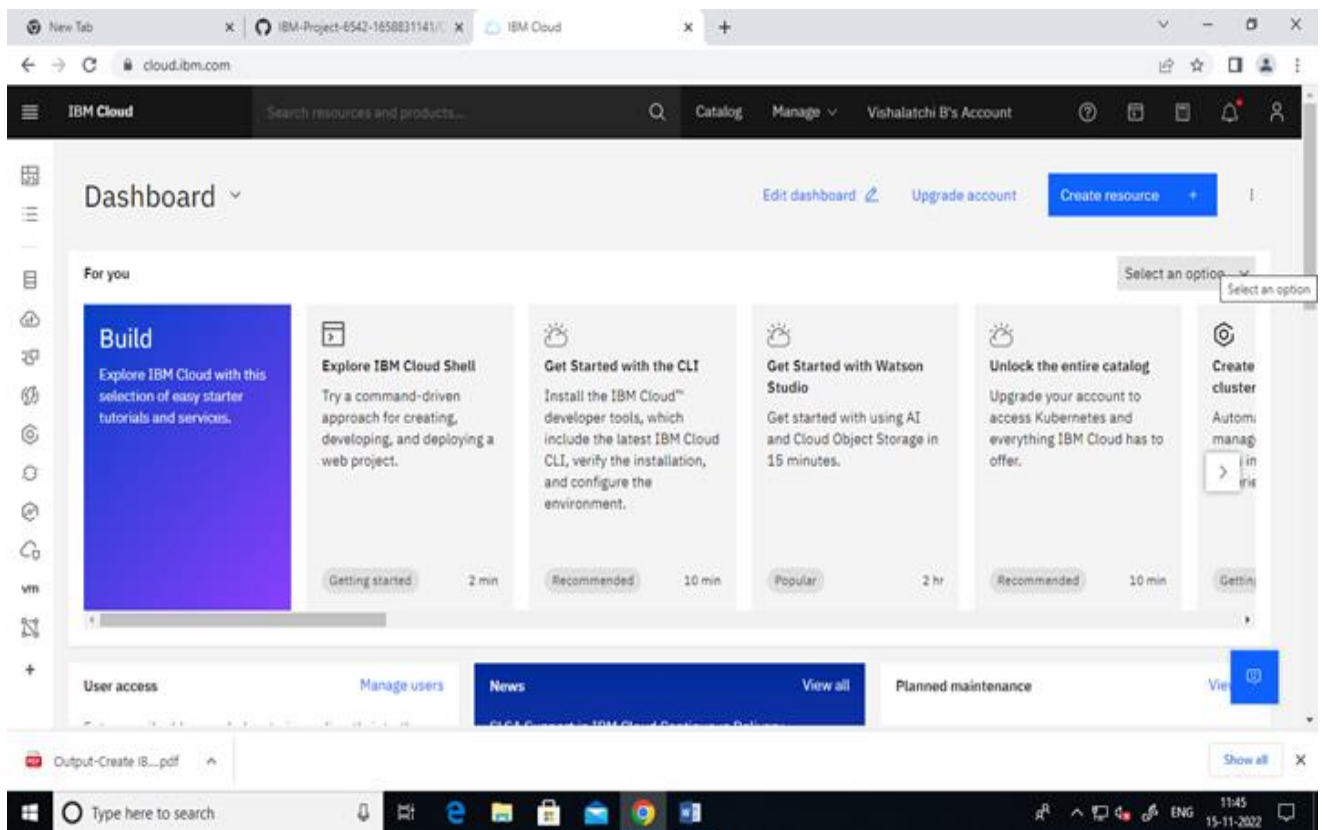 New Tab
IBM-Project-6542-1658831141/
IBM Cloud
cloud.ibm.com
IBM Cloud
Search resources and products...
Catalog
Manage
Vishalatchi B's Account
Dashboard
Edit dashboard
Upgrade account
Create resource +
For you
Select an option
Select an option
Build
Explore IBM Cloud with this
selection of easy starter
tutorials and services.
Explore IBM Cloud Shell
Try a command-driven
approach for creating,
developing, and deploying a
web project.
Getting started
2 min
Get Started with the CLI
Install the IBM Cloud™
developer tools, which
include the latest IBM Cloud
CLI, verify the installation,
and configure the
environment.
Recommended
10 min
Get Started with Watson
Studio
Get started with using AI
and Cloud Object Storage in
15 minutes.
Popular
2 hr
Unlock the entire catalog
Upgrade your account to
access Kubernetes and
everything IBM Cloud has to
offer.
Recommended
10 min
Create
cluster
Automa
manag
in
rie
Getting
vm
User access
Manage users
News
View all
Planned maintenance
Vie
Output-Create IB....pdf
Show all
Type here to search
ENG
11:45
15-11-2022